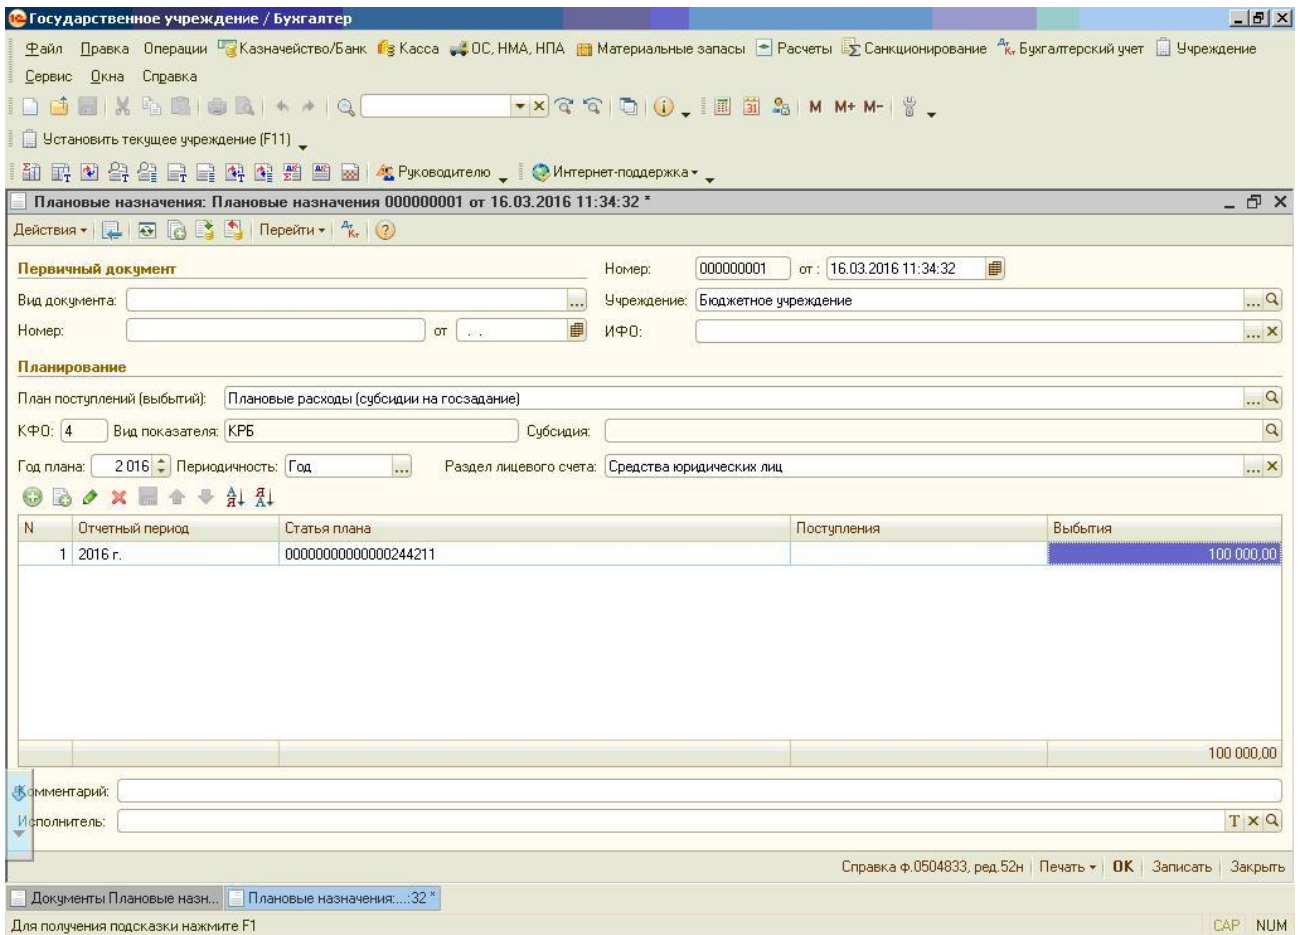 Государственное учреждение / Бухгалтер
Файл Правка Операции Казначейство/Банк Касса ОС, НМА, НПА Материальные запасы Расчеты Санкционирование Бухгалтерский учет Учреждение
Сервис Окна Справка
M M+ M-
Установить текущее учреждение (F11)
Руководителю Интернет-поддержка
Плановые назначения: Плановые назначения 000000001 от 16.03.2016 11:34:32 *
Действия Перейти
Первичный документ Номер: 000000001 от : 16.03.2016 11:34:32
Вид документа: ... Учреждение: Бюджетное учреждение ...
Номер: от . . ИФО: ...
Планирование
План поступлений (выбытий): Плановые расходы (субсидии на госзадание) ...
КФО: 4 Вид показателя: КРБ Субсидия:
Год плана: 2 016 Периодичность: Год ... Раздел лицевого счета: Средства юридических лиц ...
N Отчетный период Статья плана Поступления Выбытия
1 2016 г. 00000000000000244211 100 000,00
100 000,00
Комментарий:
Исполнитель: T
Справка ф.0504833, ред.52н Печать OK Записать Закрыть
Документы Плановые назн... Плановые назначения:...:32 *
Для получения подсказки нажмите F1 CAP NUM